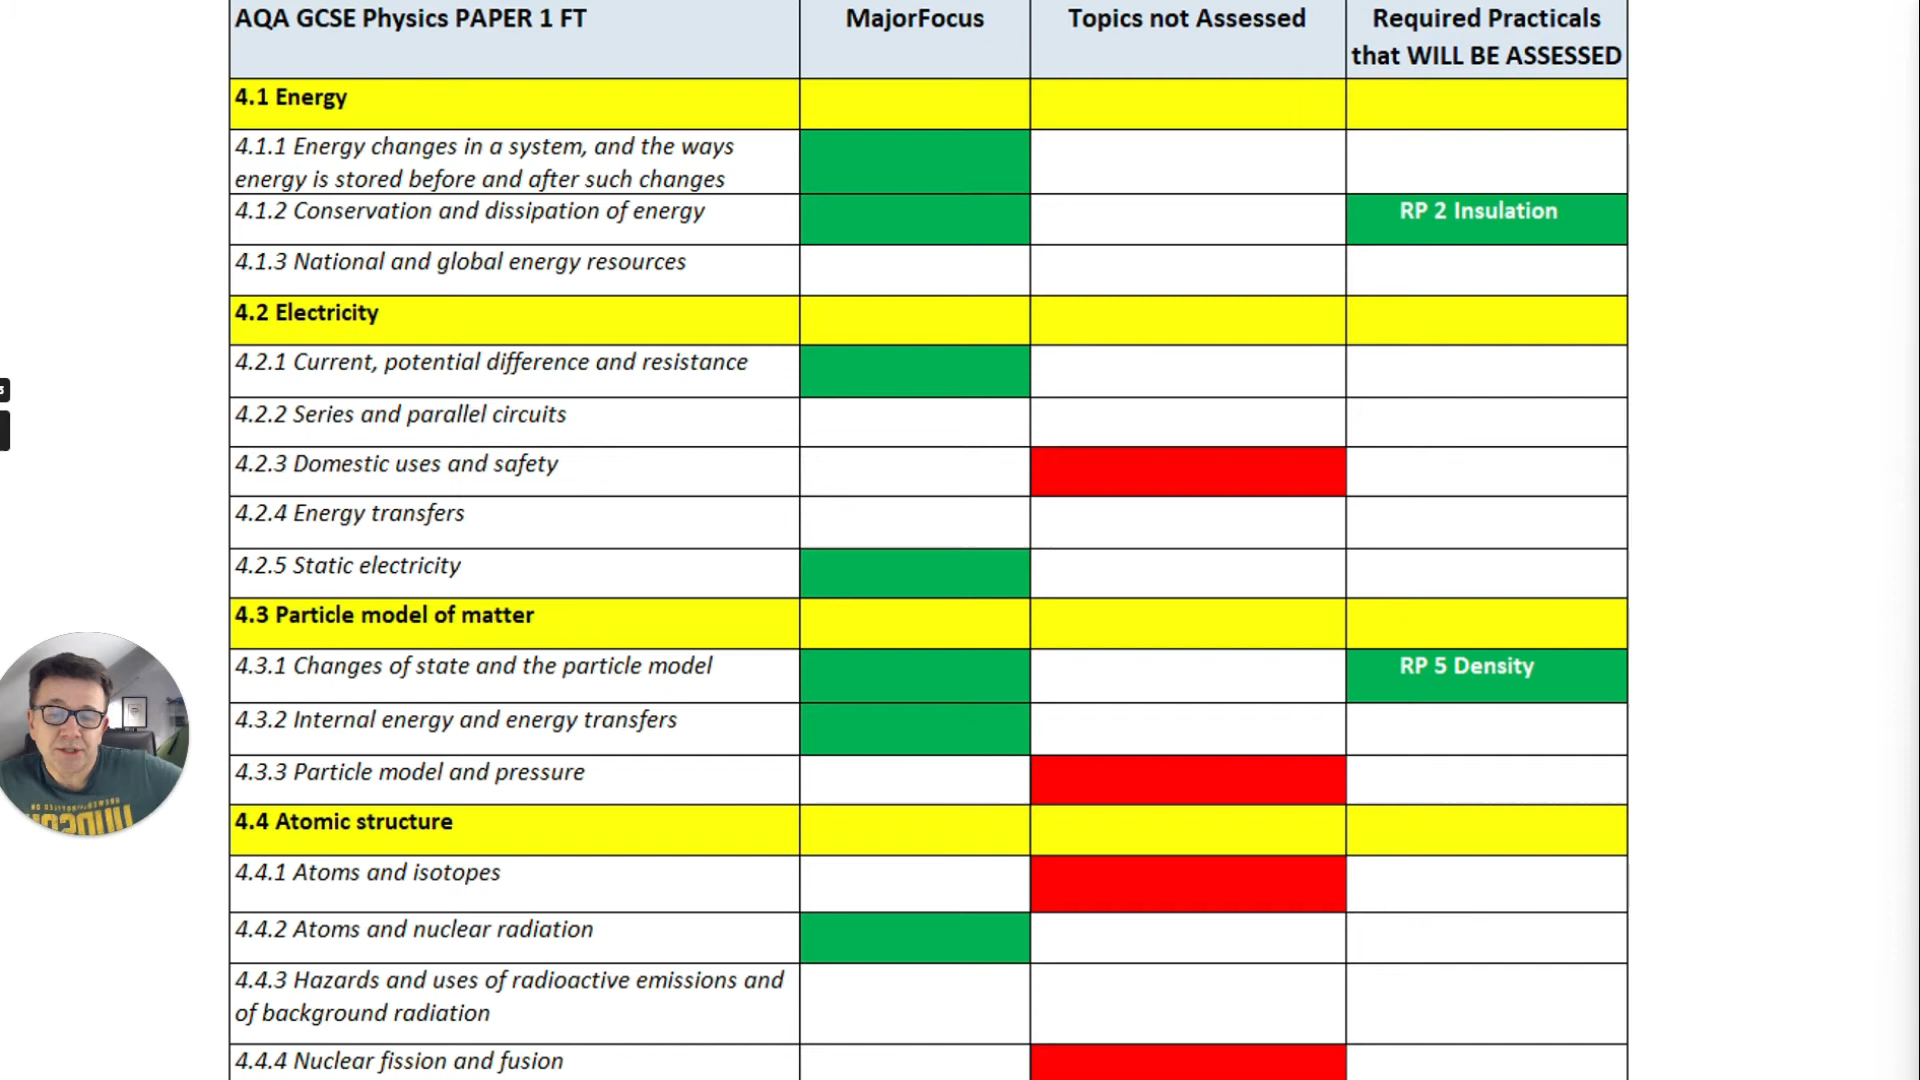 AQA GCSE Physics PAPER 1 FT
MajorFocus
Topics not Assessed
Required Practicals
that WILL BE ASSESSED
4.1 Energy
4.1.1 Energy changes in a system, and the ways
energy is stored before and after such changes
4.1.2 Conservation and dissipation of energy
RP 2 Insulation
4.1.3 National and global energy resources
4.2 Electricity
4.2.1 Current, potential difference and resistance
4.2.2 Series and parallel circuits
4.2.3 Domestic uses and safety
4.2.4 Energy transfers
4.2.5 Static electricity
4.3 Particle model of matter
4.3.1 Changes of state and the particle model
RP 5 Density
4.3.2 Internal energy and energy transfers
4.3.3 Particle model and pressure
4.4 Atomic structure
4.4.1 Atoms and isotopes
4.4.2 Atoms and nuclear radiation
4.4.3 Hazards and uses of radioactive emissions and
of background radiation
4.4.4 Nuclear fission and fusion